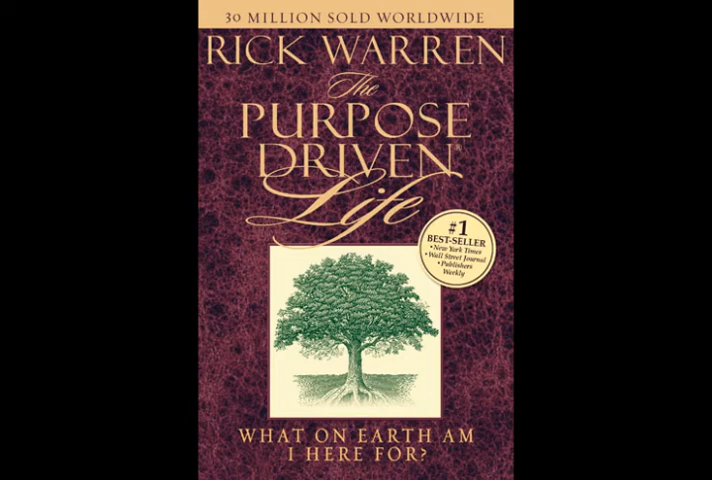 30 MILLION SOLD WORLDWIDE
RICK WARREN
The
PURPOSE
DRIVEN®
Life
#1
BEST-SELLER
•New York Times
•Wall Street Journal
•Publishers
Weekly
WHAT ON EARTH AM
I HERE FOR?